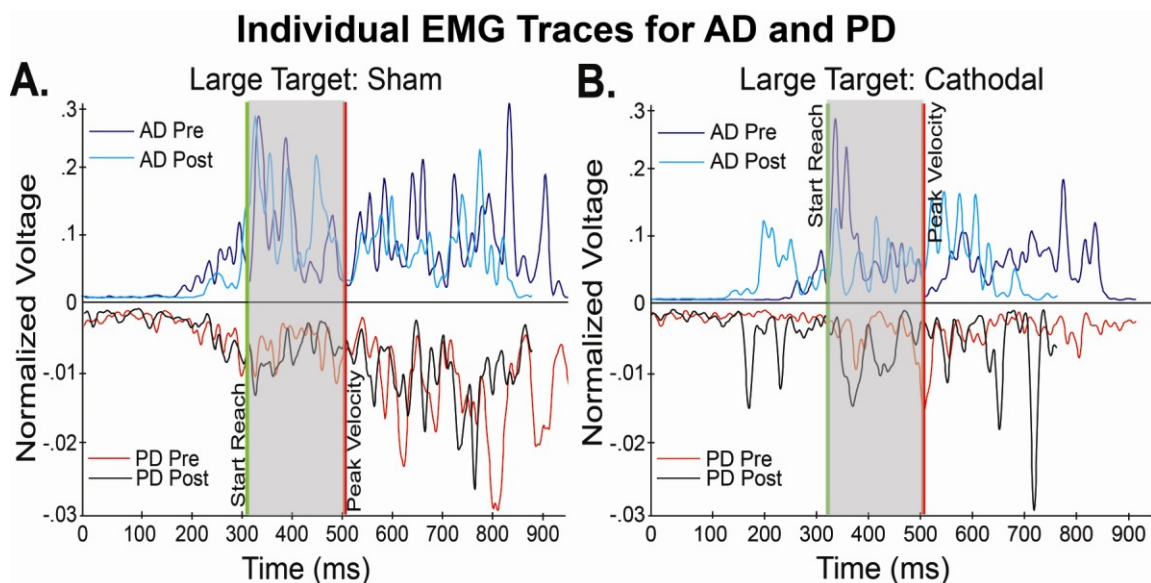 Individual EMG Traces for AD and PD
A.
Large Target: Sham
Normalized Voltage
.3
.2
.1
0
-.01
-.02
-.03
AD Pre
AD Post
PD Pre
PD Post
Start Reach
Peak Velocity
0 100 200 300 400 500 600 700 800 900
Time (ms)
B.
Large Target: Cathodal
Normalized Voltage
.3
.2
.1
0
-.01
-.02
-.03
AD Pre
AD Post
Start Reach
Peak Velocity
PD Pre
PD Post
0 100 200 300 400 500 600 700 800 900
Time (ms)